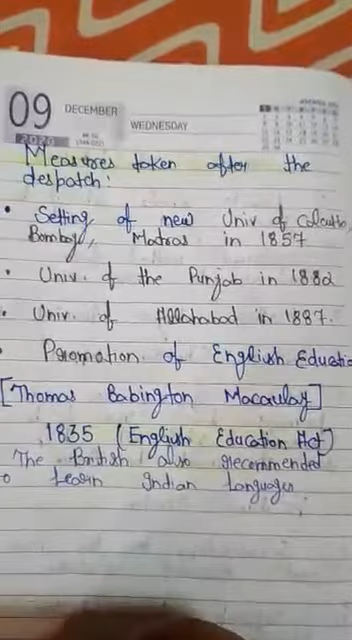 09 DECEMBER
WEDNESDAY
2020
Measures taken after the
despatch:
• Setting of new Univ of Calcutta,
Bombay, Madras in 1857
• Univ. of the Punjab in 1882
• Univ. of Allahabad in 1887.
• Promotion of English Educatio
[Thomas Babington Macaulay]
1835 (English Education Act)
The British also recommended
to learn Indian Languages.